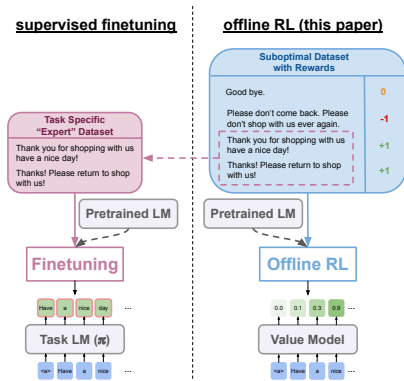 supervised finetuning
offline RL (this paper)
Suboptimal Dataset
with Rewards
Good bye.
0
Please don't come back. Please
don't shop with us ever again.
-1
Thank you for shopping with us
have a nice day!
+1
Thanks! Please return to shop
with us!
+1
Task Specific
"Expert" Dataset
Thank you for shopping with us
have a nice day!
Thanks! Please return to shop
with us!
Pretrained LM
Pretrained LM
Finetuning
Offline RL
Have a nice day ...
Task LM (π)
<a> Have a nice ...
0.0 0.1 0.3 0.9 ...
Value Model
<a> Have a nice ...